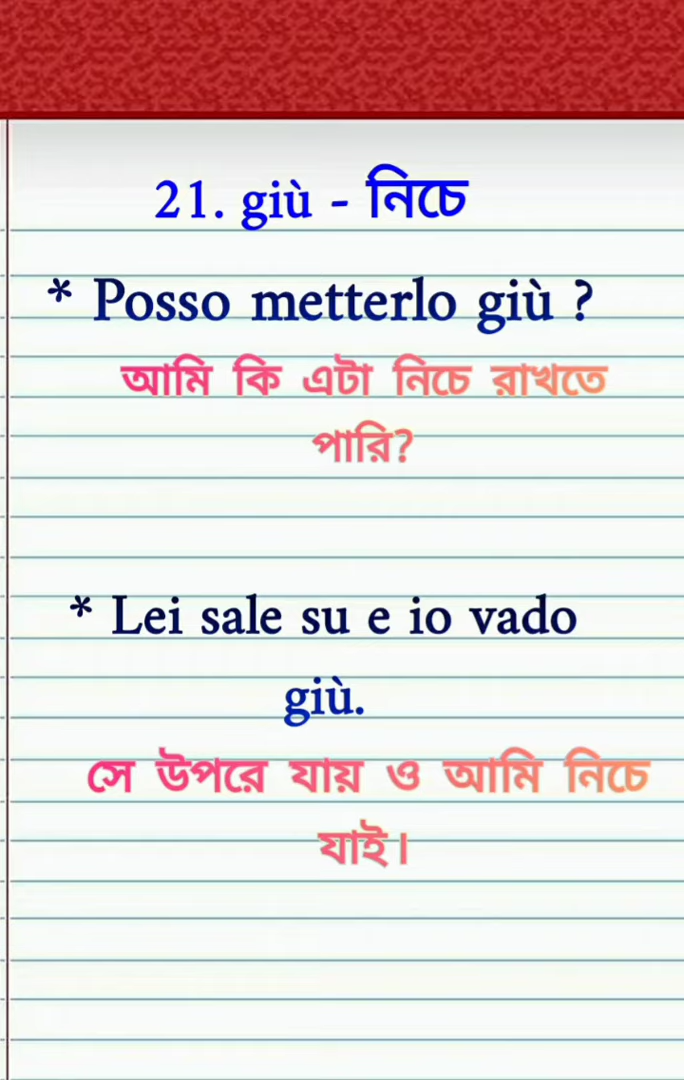 21. giù - নিচে
* Posso metterlo giù ?
আমি কি এটা নিচে রাখতে
পারি?
* Lei sale su e io vado
giù.
সে উপরে যায় ও আমি নিচে
যাই।